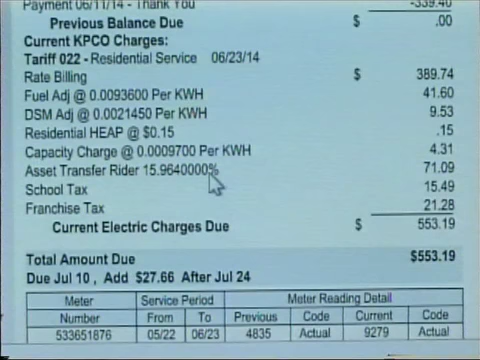 Payment 06/11/14 - Thank You -339.40
Previous Balance Due $ .00
Current KPCO Charges:
Tariff 022 - Residential Service 06/23/14
Rate Billing $ 389.74
Fuel Adj @ 0.0093600 Per KWH 41.60
DSM Adj @ 0.0021450 Per KWH 9.53
Residential HEAP @ $0.15 .15
Capacity Charge @ 0.0009700 Per KWH 4.31
Asset Transfer Rider 15.9640000% 71.09
School Tax 15.49
Franchise Tax 21.28
Current Electric Charges Due $ 553.19
Total Amount Due $553.19
Due Jul 10, Add $27.66 After Jul 24
Meter Service Period Meter Reading Detail
Number From To Previous Code Current Code
533651876 05/22 06/23 4835 Actual 9279 Actual